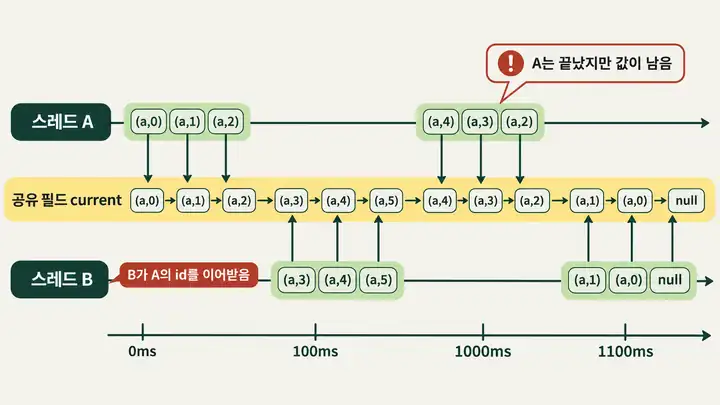 A는 끝났지만 값이 남음
스레드 A
(a,0) (a,1) (a,2)
(a,4) (a,3) (a,2)
공유 필드 current
(a,0) (a,1) (a,2) (a,3) (a,4) (a,5) (a,4) (a,3) (a,2) (a,1) (a,0) null
스레드 B
B가 A의 id를 이어받음
(a,3) (a,4) (a,5)
(a,1) (a,0) null
0ms 100ms 1000ms 1100ms